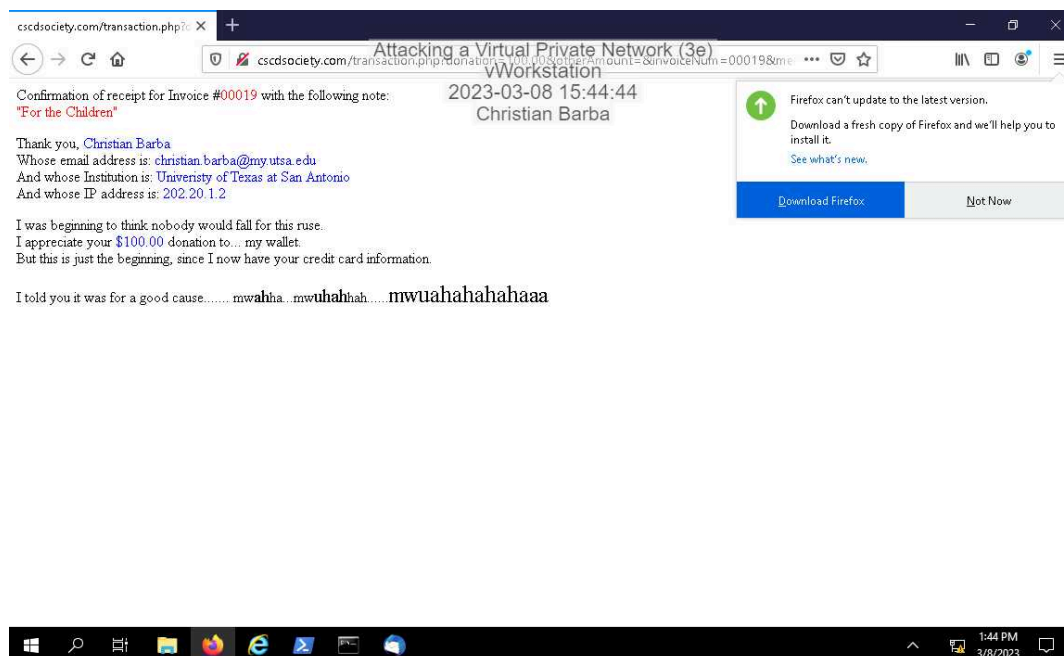 cscdsociety.com/transaction.php?c
Attacking a Virtual Private Network (3e)
cscdsociety.com/transaction.php?donation=100.00&otherAmount=&invoiceNum=00019&me
vWorkstation
2023-03-08 15:44:44
Christian Barba
Confirmation of receipt for Invoice #00019 with the following note:
"For the Children"
Thank you, Christian Barba
Whose email address is: christian.barba@my.utsa.edu
And whose Institution is: Univeristy of Texas at San Antonio
And whose IP address is: 202.20.1.2
I was beginning to think nobody would fall for this ruse.
I appreciate your $100.00 donation to... my wallet.
But this is just the beginning, since I now have your credit card information.
I told you it was for a good cause....... mwahha...mwuhahhah......mwuahahahahaaa
Firefox can't update to the latest version.
Download a fresh copy of Firefox and we'll help you to
install it.
See what's new.
Download Firefox
Not Now
1:44 PM
3/8/2023